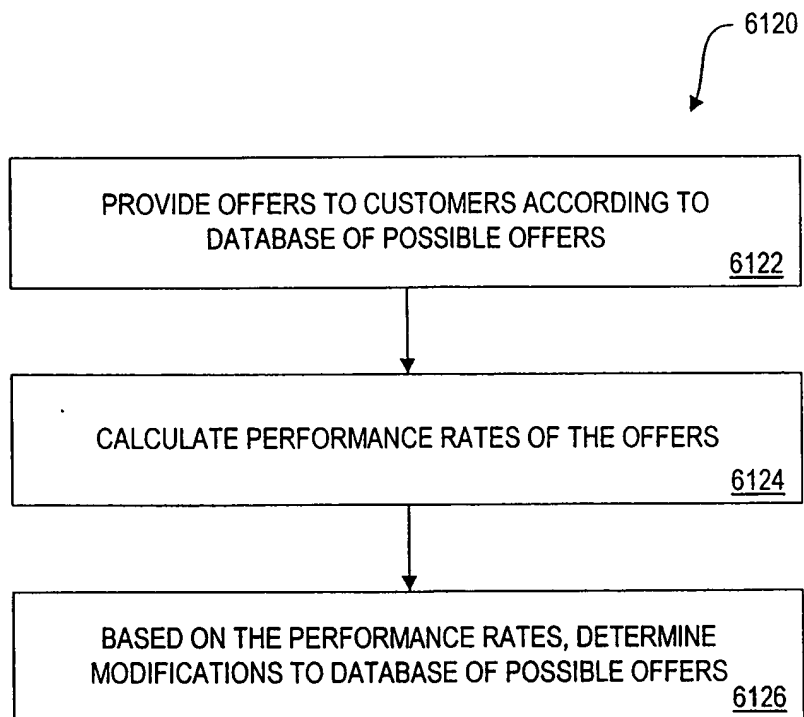 6120
PROVIDE OFFERS TO CUSTOMERS ACCORDING TO
DATABASE OF POSSIBLE OFFERS
6122
CALCULATE PERFORMANCE RATES OF THE OFFERS
6124
BASED ON THE PERFORMANCE RATES, DETERMINE
MODIFICATIONS TO DATABASE OF POSSIBLE OFFERS
6126